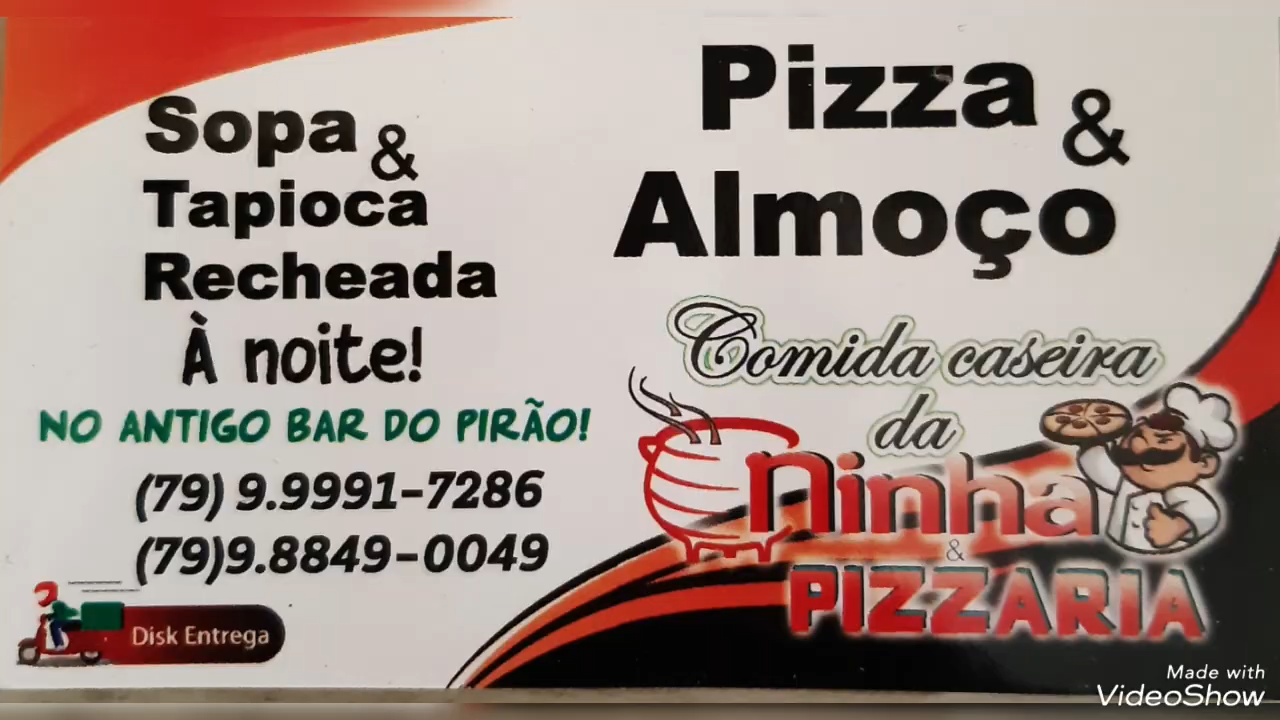 Sopa &
Tapioca
Recheada
À noite!
NO ANTIGO BAR DO PIRÃO!
(79) 9.9991-7286
(79)9.8849-0049
Disk Entrega
Pizza &
Almoço
Comida caseira
da
Ninha
&
PIZZARIA
Made with
VideoShow